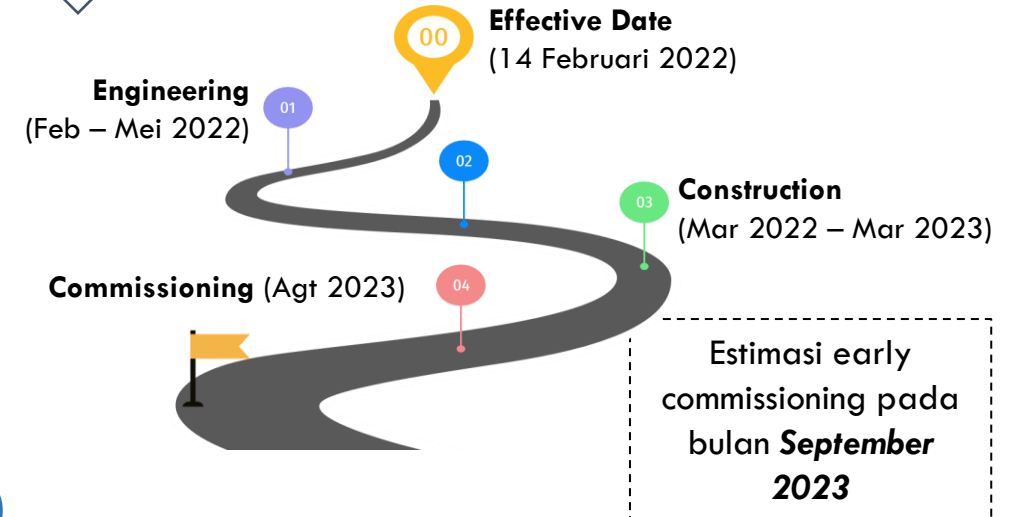 00
Effective Date
(14 Februari 2022)
01
Engineering
(Feb – Mei 2022)
02
03
Construction
(Mar 2022 – Mar 2023)
04
Commissioning (Agt 2023)
Estimasi early
commissioning pada
bulan September
2023